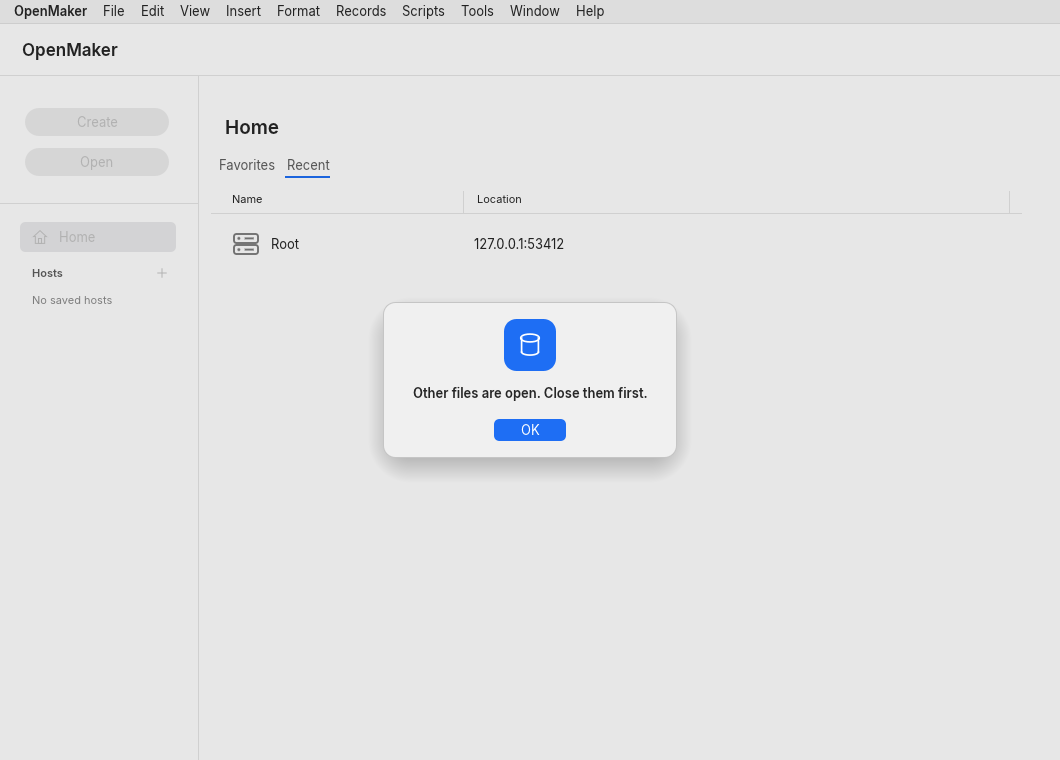 OpenMaker File Edit View Insert Format Records Scripts Tools Window Help
OpenMaker
Create
Open
Home
Hosts +
No saved hosts
Home
Favorites Recent
Name Location
Root 127.0.0.1:53412
Other files are open. Close them first.
OK